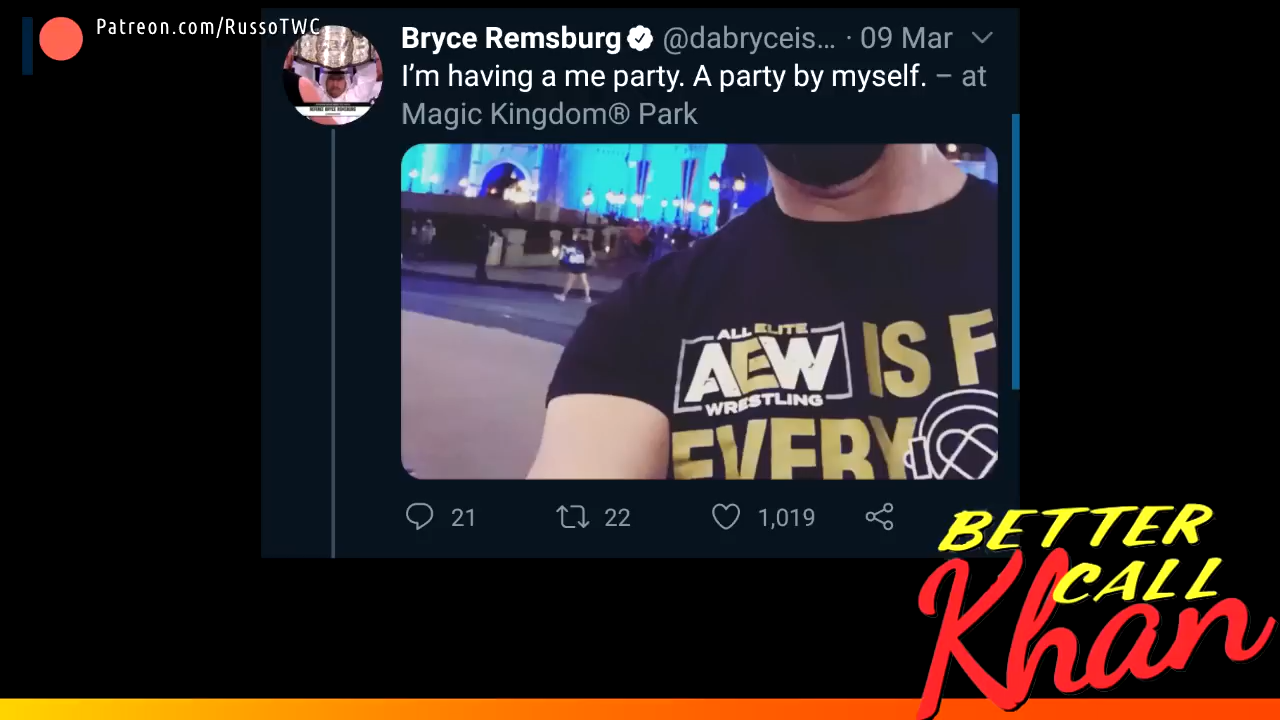 Patreon.com/RussoTWC
Bryce Remsburg @dabryceis... · 09 Mar
I'm having a me party. A party by myself. – at
Magic Kingdom® Park
ALL ELITE
AEW
WRESTLING
IS F
EVERY
21 22 1,019
BETTER
CALL
Khan